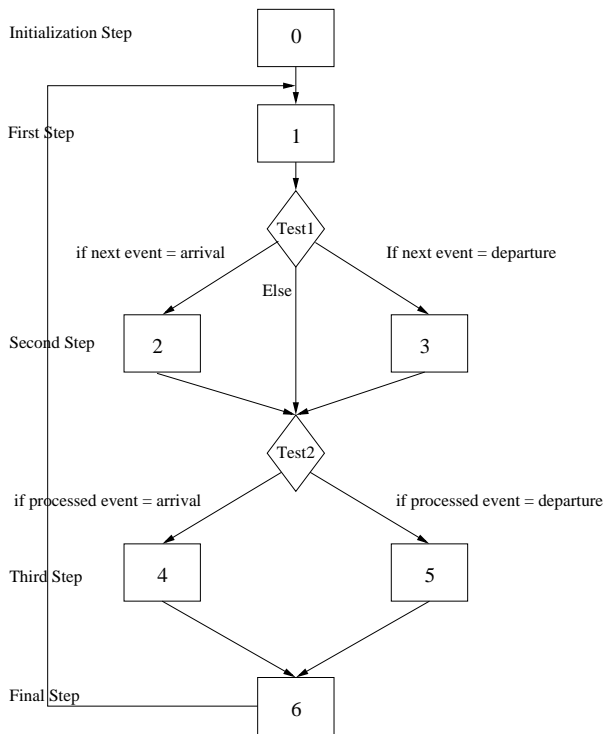 Initialization Step
0
First Step
1
Test1
if next event = arrival
If next event = departure
Else
Second Step
2
3
Test2
if processed event = arrival
if processed event = departure
Third Step
4
5
Final Step
6